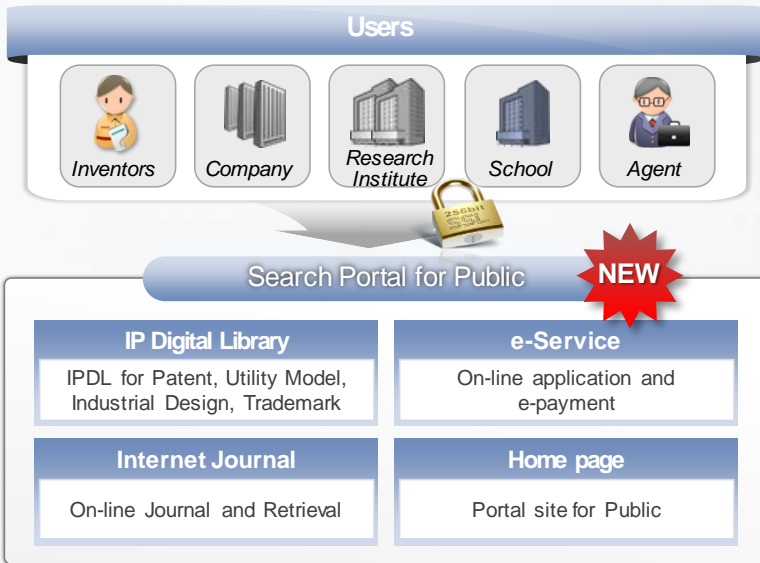 Users
Inventors
Company
Research
Institute
School
Agent
256bit
Search Portal for Public
NEW
IP Digital Library
IPDL for Patent, Utility Model,
Industrial Design, Trademark
e-Service
On-line application and
e-payment
Internet Journal
On-line Journal and Retrieval
Home page
Portal site for Public